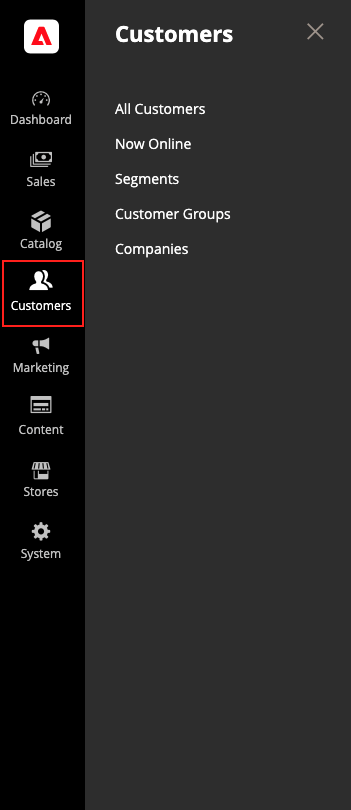 Customers
All Customers
Now Online
Segments
Customer Groups
Companies
Dashboard
Sales
Catalog
Customers
Marketing
Content
Stores
System